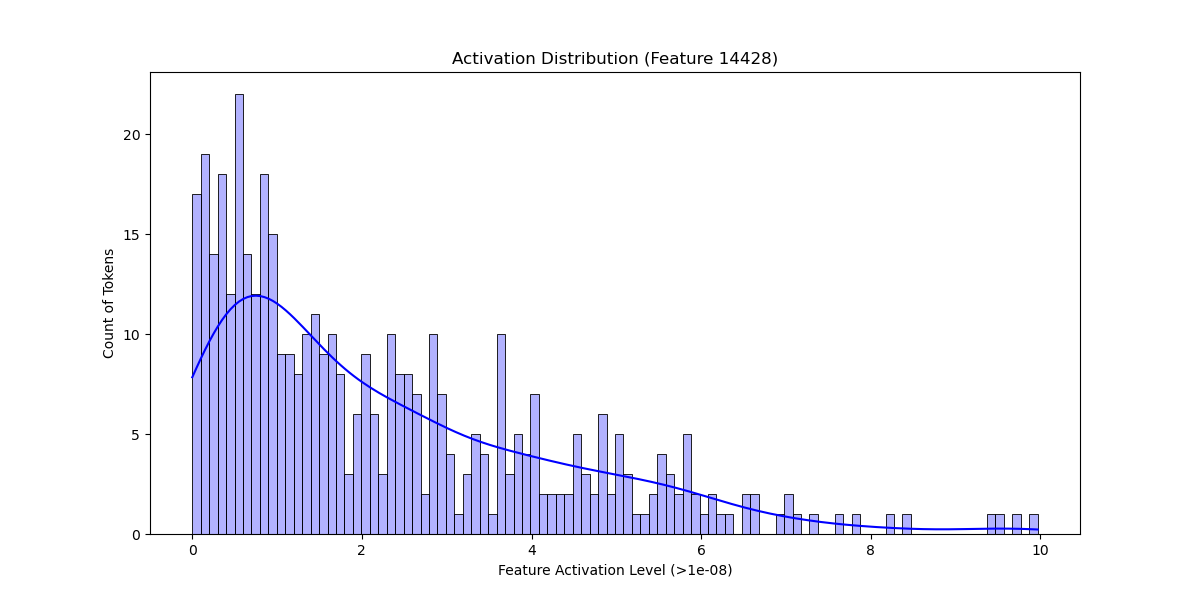 Activation Distribution (Feature 14428)
Count of Tokens
20
15
10
5
0
0 2 4 6 8 10
Feature Activation Level (>1e-08)